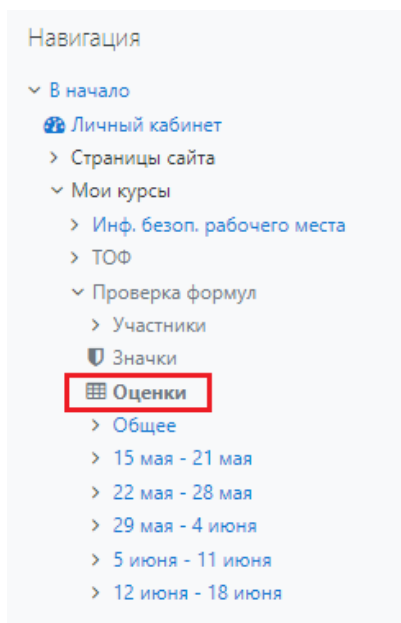 Навигация
В начало
Личный кабинет
Страницы сайта
Мои курсы
Инф. безоп. рабочего места
ТОФ
Проверка формул
Участники
Значки
Оценки
Общее
15 мая - 21 мая
22 мая - 28 мая
29 мая - 4 июня
5 июня - 11 июня
12 июня - 18 июня